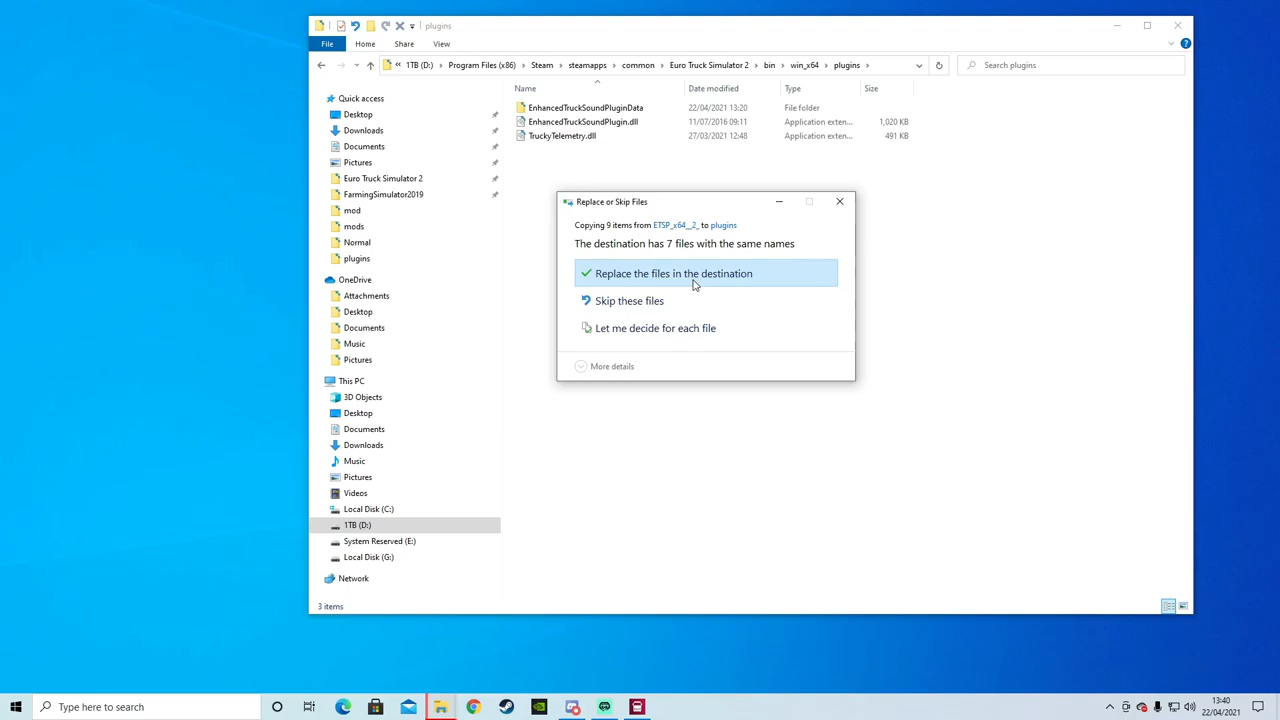 plugins
File Home Share View
« 1TB (D:) › Program Files (x86) › Steam › steamapps › common › Euro Truck Simulator 2 › bin › win_x64 › plugins ›
Search plugins
Name Date modified Type Size
EnhancedTruckSoundPluginData 22/04/2021 13:20 File folder
EnhancedTruckSoundPlugin.dll 11/07/2016 09:11 Application exten... 1,020 KB
TruckyTelemetry.dll 27/03/2021 12:48 Application exten... 491 KB
Quick access
Desktop
Downloads
Documents
Pictures
Euro Truck Simulator 2
FarmingSimulator2019
mod
mods
Normal
plugins
OneDrive
Attachments
Desktop
Documents
Music
Pictures
This PC
3D Objects
Desktop
Documents
Downloads
Music
Pictures
Videos
Local Disk (C:)
1TB (D:)
System Reserved (E:)
Local Disk (G:)
Network
3 items
Replace or Skip Files
Copying 9 items from ETSP_x64__2_ to plugins
The destination has 7 files with the same names
Replace the files in the destination
Skip these files
Let me decide for each file
More details
Type here to search
13:40
22/04/2021